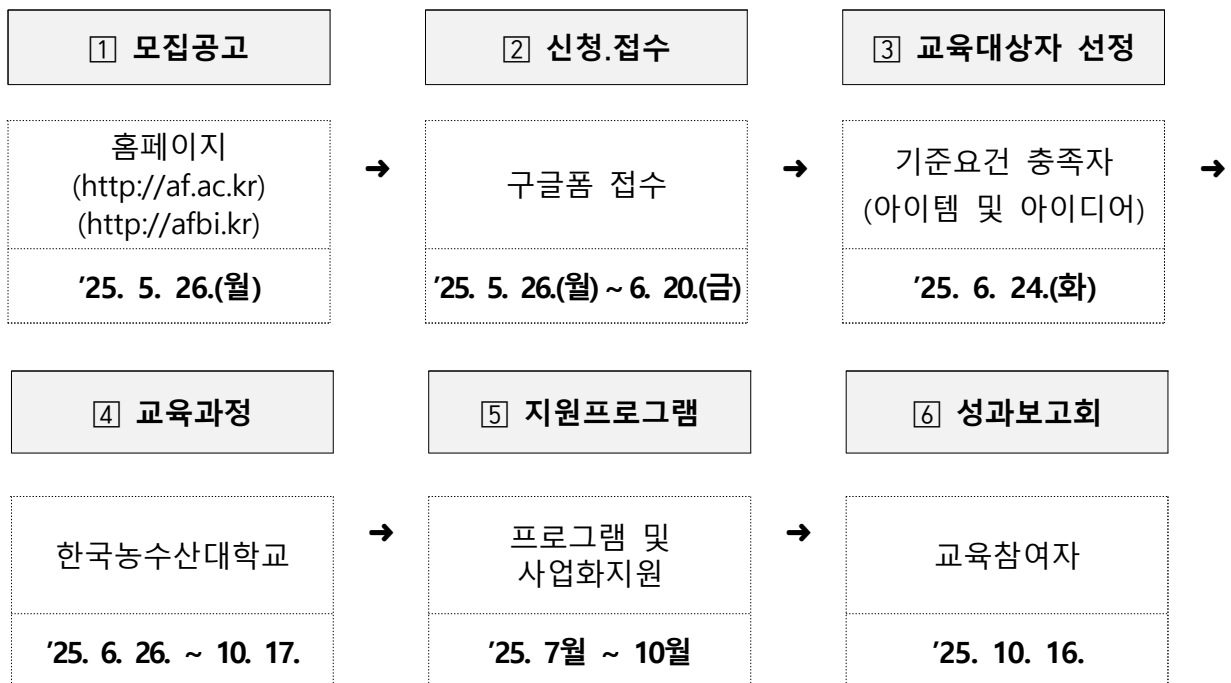 1 모집공고
2 신청.접수
3 교육대상자 선정
홈페이지
(http://af.ac.kr)
(http://afbi.kr)
➜
구글폼 접수
➜
기준요건 충족자
(아이템 및 아이디어)
➜
’25. 5. 26.(월)
’25. 5. 26.(월) ~ 6. 20.(금)
’25. 6. 24.(화)
4 교육과정
5 지원프로그램
6 성과보고회
한국농수산대학교
➜
프로그램 및
사업화지원
➜
교육참여자
’25. 6. 26. ~ 10. 17.
’25. 7월 ~ 10월
’25. 10. 16.